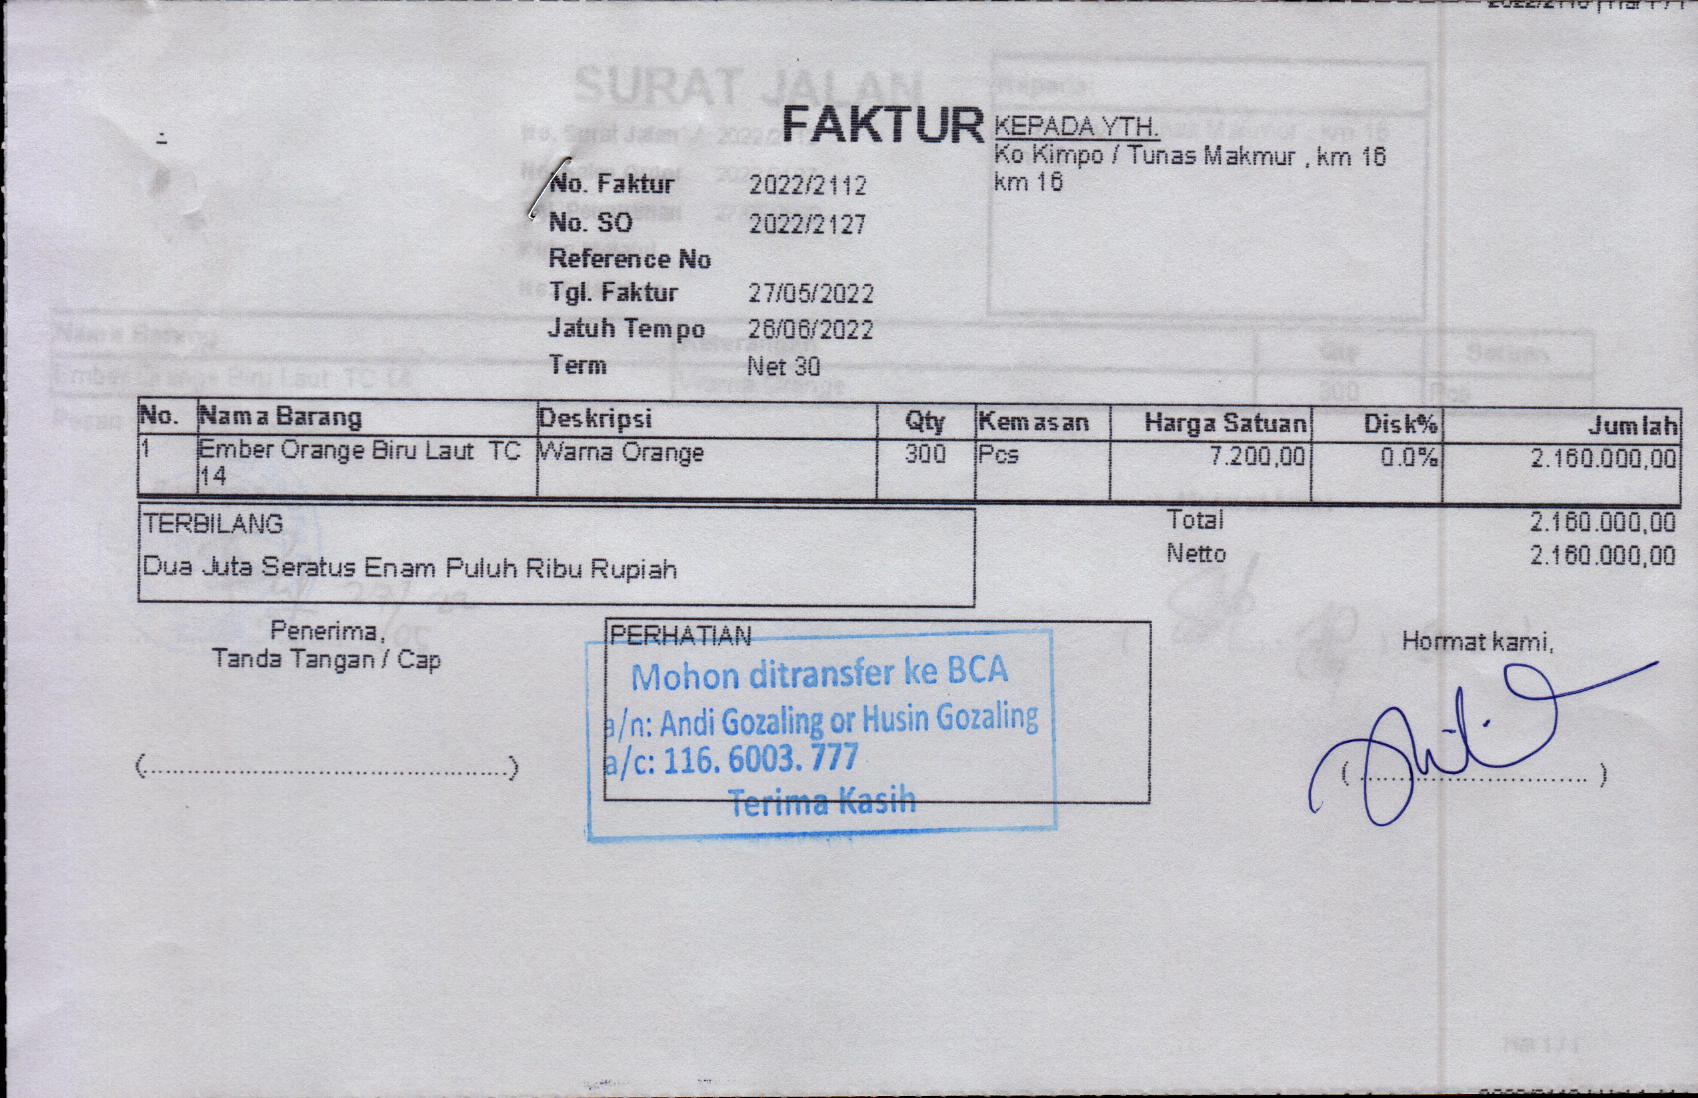 FAKTUR
KEPADA YTH.
Ko Kimpo / Tunas Makmur , km 16
km 16
No. Faktur 2022/2112
No. SO 2022/2127
Reference No
Tgl. Faktur 27/05/2022
Jatuh Tempo 26/06/2022
Term Net 30
No. Nama Barang Deskripsi Qty Kemasan Harga Satuan Disk% Jumlah
1 Ember Orange Biru Laut TC Warna Orange 300 Pcs 7.200,00 0.0% 2.160.000,00
14
TERBILANG
Dua Juta Seratus Enam Puluh Ribu Rupiah
Total 2.160.000,00
Netto 2.160.000,00
Penerima,
Tanda Tangan / Cap
PERHATIAN
Mohon ditransfer ke BCA
a/n: Andi Gozaling or Husin Gozaling
a/c: 116. 6003. 777
Terima Kasih
Hormat kami,
SURAT JALAN